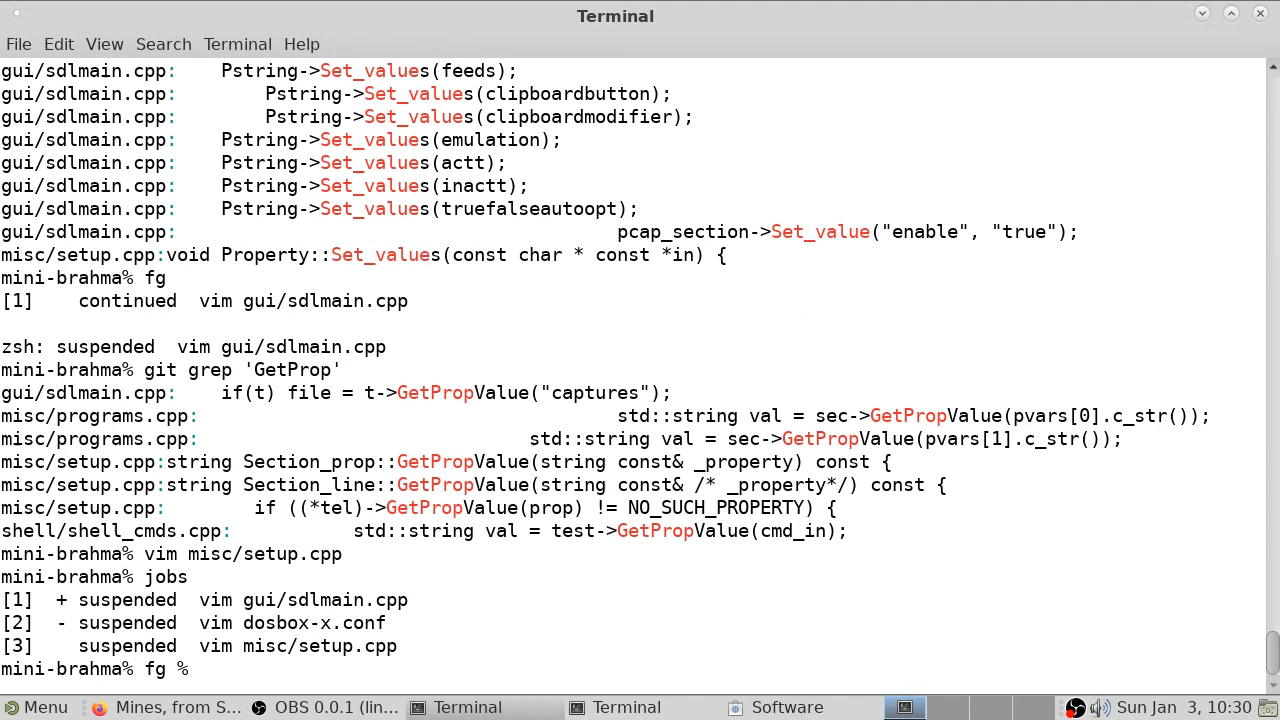 Terminal
File Edit View Search Terminal Help
gui/sdlmain.cpp:    Pstring->Set_values(feeds);
gui/sdlmain.cpp:        Pstring->Set_values(clipboardbutton);
gui/sdlmain.cpp:        Pstring->Set_values(clipboardmodifier);
gui/sdlmain.cpp:    Pstring->Set_values(emulation);
gui/sdlmain.cpp:    Pstring->Set_values(actt);
gui/sdlmain.cpp:    Pstring->Set_values(inactt);
gui/sdlmain.cpp:    Pstring->Set_values(truefalseautoopt);
gui/sdlmain.cpp:                                        pcap_section->Set_value("enable", "true");
misc/setup.cpp:void Property::Set_values(const char * const *in) {
mini-brahma% fg
[1]    continued  vim gui/sdlmain.cpp
zsh: suspended  vim gui/sdlmain.cpp
mini-brahma% git grep 'GetProp'
gui/sdlmain.cpp:    if(t) file = t->GetPropValue("captures");
misc/programs.cpp:                                      std::string val = sec->GetPropValue(pvars[0].c_str());
misc/programs.cpp:                              std::string val = sec->GetPropValue(pvars[1].c_str());
misc/setup.cpp:string Section_prop::GetPropValue(string const& _property) const {
misc/setup.cpp:string Section_line::GetPropValue(string const& /* _property*/) const {
misc/setup.cpp:        if ((*tel)->GetPropValue(prop) != NO_SUCH_PROPERTY) {
shell/shell_cmds.cpp:           std::string val = test->GetPropValue(cmd_in);
mini-brahma% vim misc/setup.cpp
mini-brahma% jobs
[1]  + suspended  vim gui/sdlmain.cpp
[2]  - suspended  vim dosbox-x.conf
[3]    suspended  vim misc/setup.cpp
mini-brahma% fg %
Menu Mines, from S... OBS 0.0.1 (lin... Terminal Terminal Software Sun Jan  3, 10:30